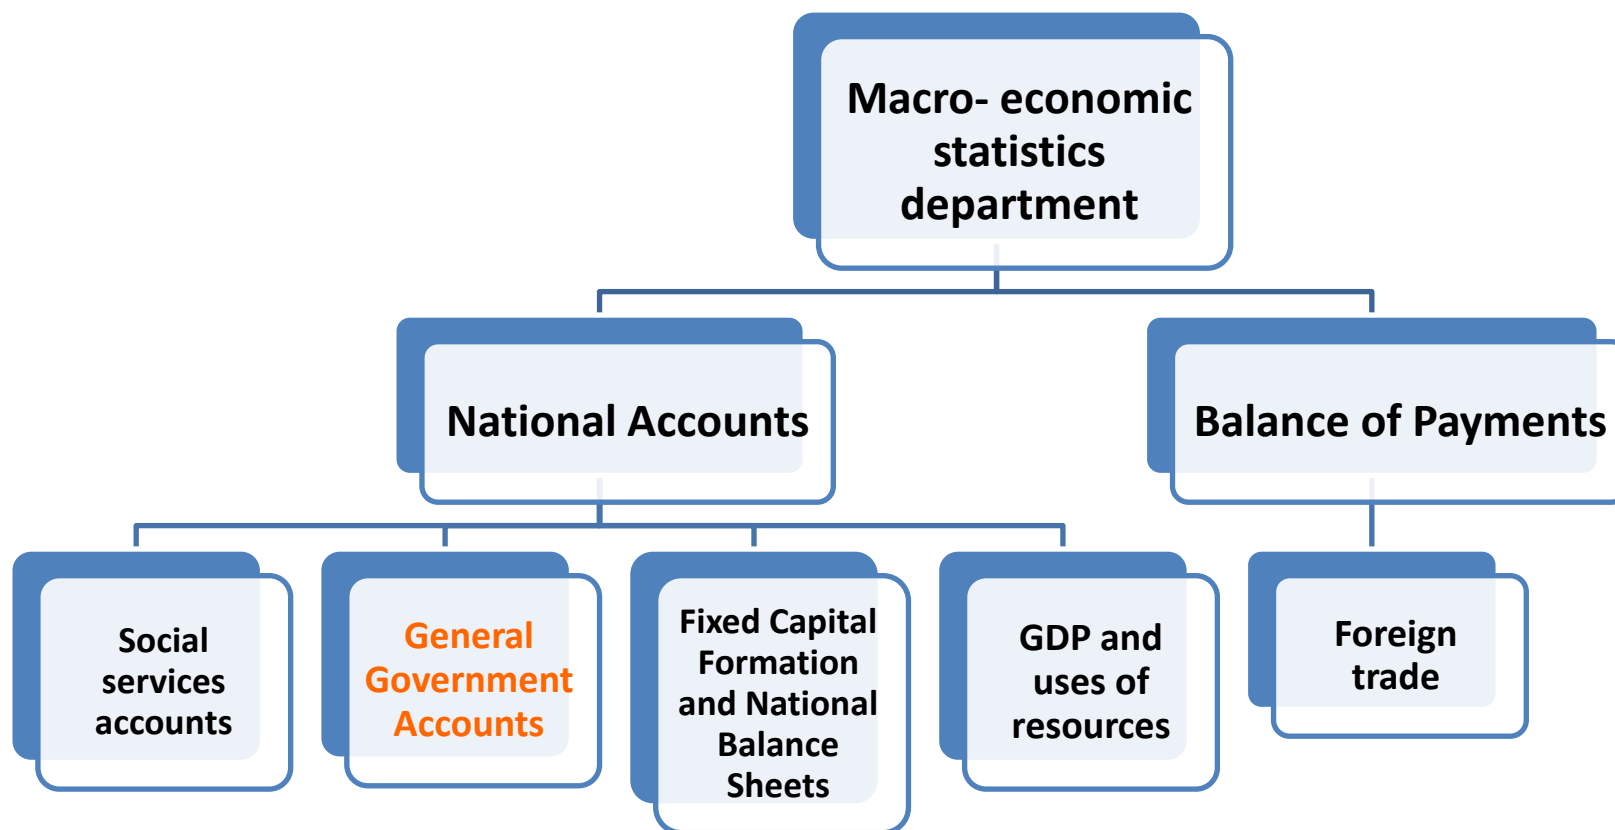 Macro- economic
statistics
department
National Accounts
Balance of Payments
Social
services
accounts
General
Government
Accounts
Fixed Capital
Formation
and National
Balance
Sheets
GDP and
uses of
resources
Foreign
trade